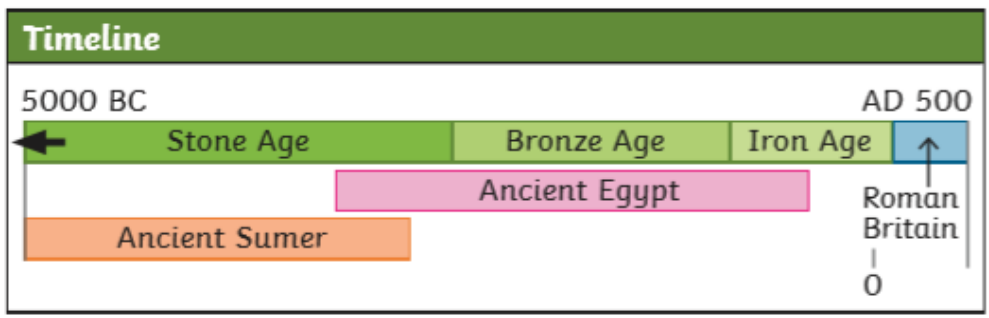 Timeline
5000 BC AD 500
Stone Age Bronze Age Iron Age
Ancient Egypt
Roman
Britain
Ancient Sumer
0